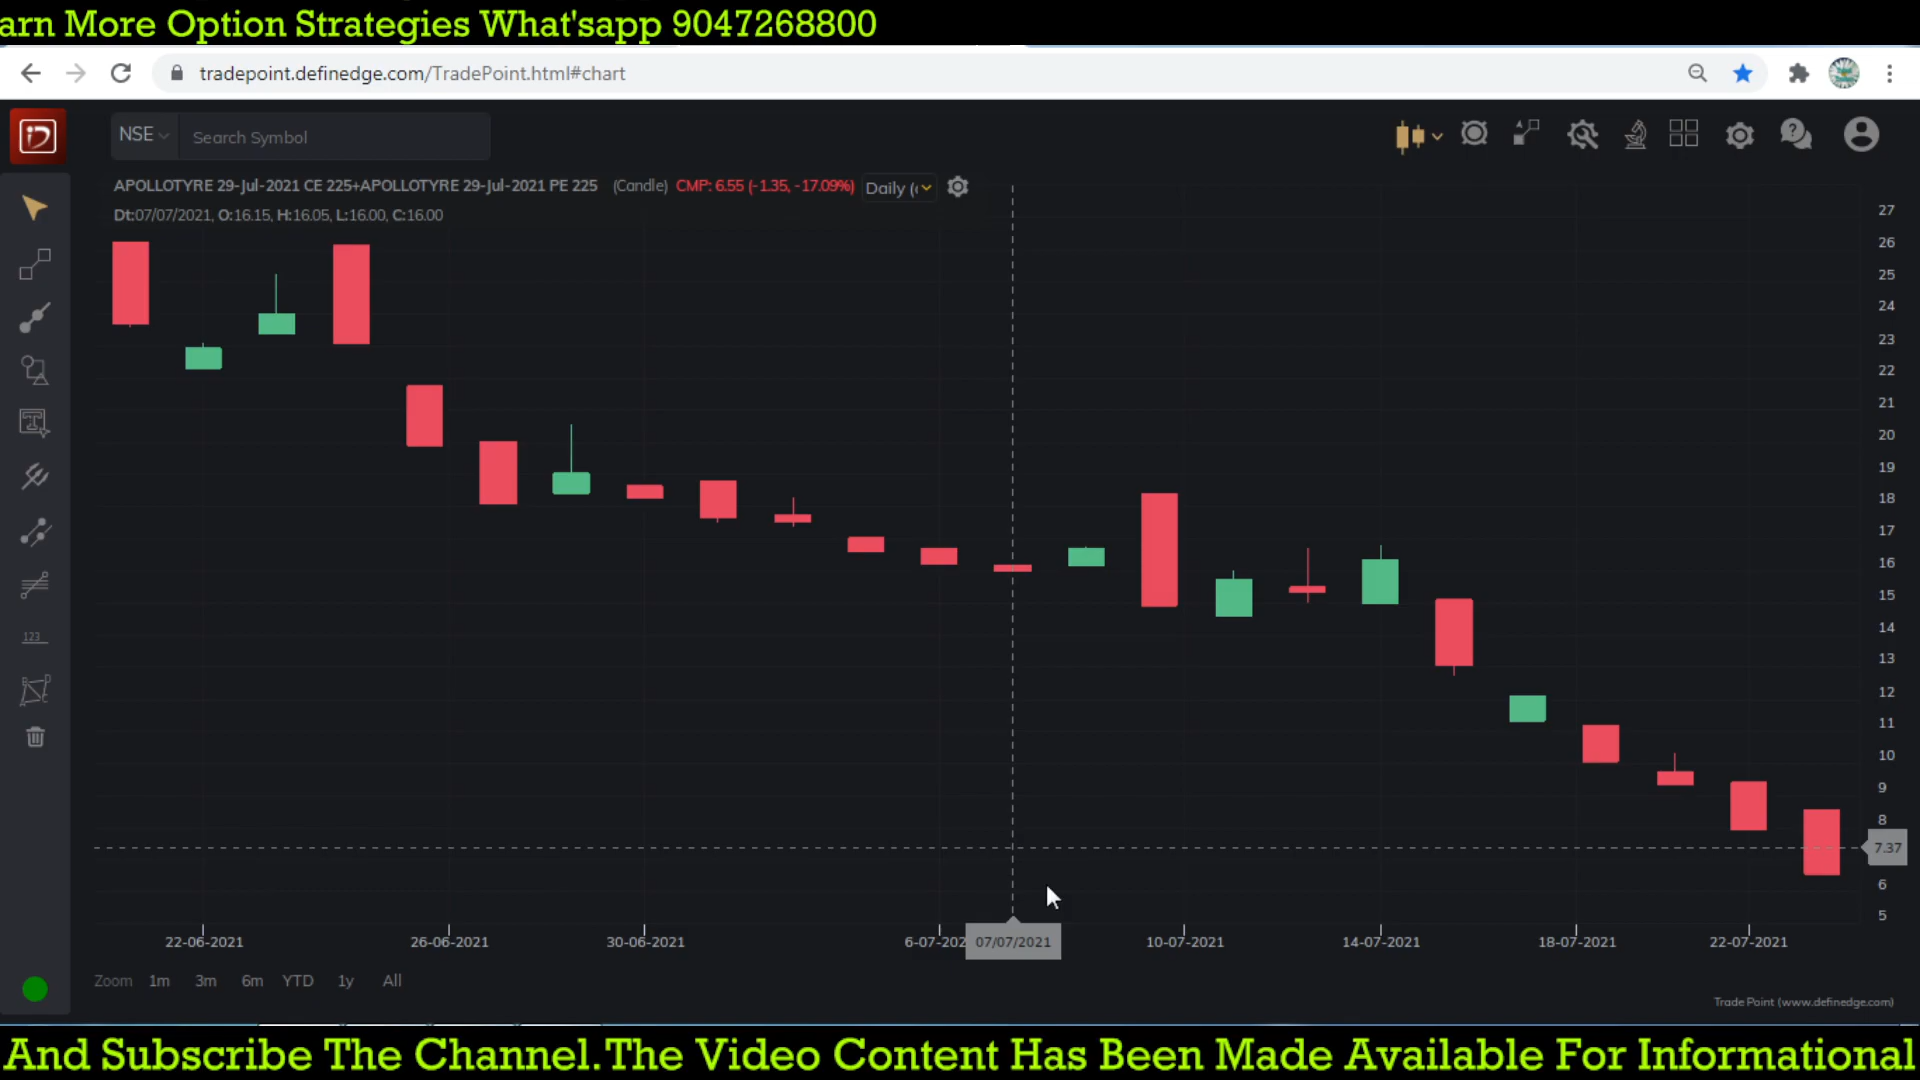 arn More Option Strategies What'sapp 9047268800
tradepoint.definedge.com/TradePoint.html#chart
NSE Search Symbol
APOLLOTYRE 29-Jul-2021 CE 225+APOLLOTYRE 29-Jul-2021 PE 225 (Candle) CMP: 6.55 (-1.35, -17.09%) Daily (
Dt:07/07/2021, O:16.15, H:16.05, L:16.00, C:16.00
27
26
25
24
23
22
21
20
19
18
17
16
15
14
13
12
11
10
9
8
7.37
6
5
123
22-06-2021 26-06-2021 30-06-2021 6-07-202 07/07/2021 10-07-2021 14-07-2021 18-07-2021 22-07-2021
Zoom 1m 3m 6m YTD 1y All
Trade Point (www.definedge.com)
And Subscribe The Channel.The Video Content Has Been Made Available For Informational